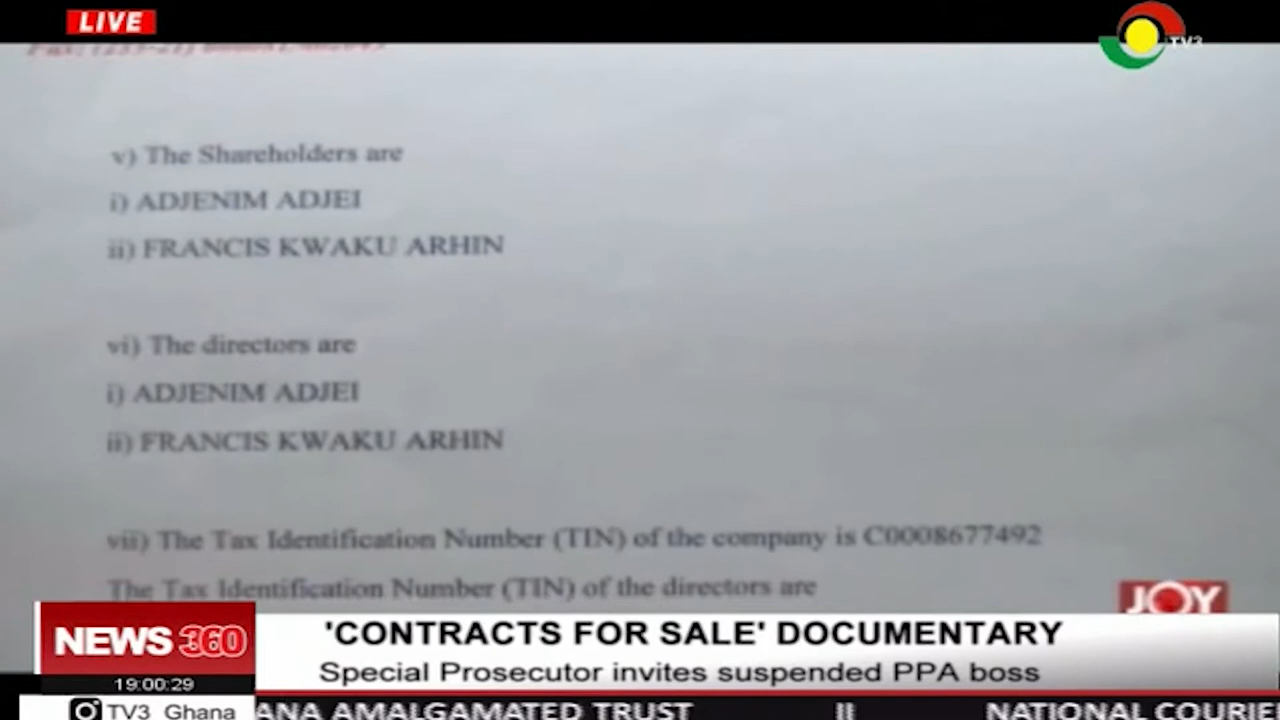 LIVE
TV3
v) The Shareholders are
i) ADJENIM ADJEI
ii) FRANCIS KWAKU ARHIN
vi) The directors are
i) ADJENIM ADJEI
ii) FRANCIS KWAKU ARHIN
vii) The Tax Identification Number (TIN) of the company is C0008677492
The Tax Identification Number (TIN) of the directors are
JOY
NEWS 360
'CONTRACTS FOR SALE' DOCUMENTARY
Special Prosecutor invites suspended PPA boss
19:00:29
TV3_Ghana
ANA AMALGAMATED TRUST II NATIONAL COURIE